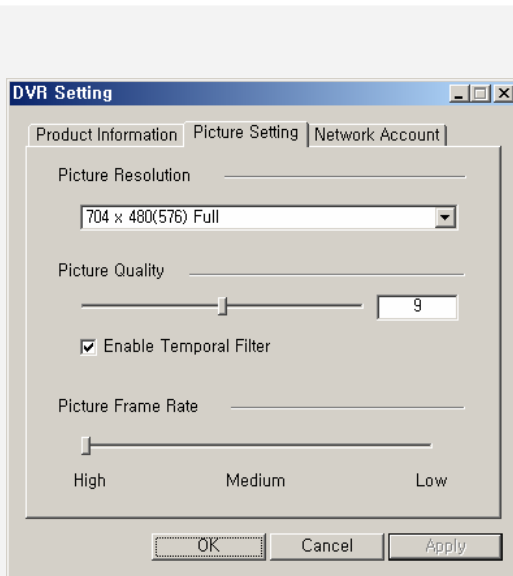 DVR Setting
Product Information Picture Setting Network Account
Picture Resolution
704 x 480(576) Full
Picture Quality
9
Enable Temporal Filter
Picture Frame Rate
High Medium Low
OK Cancel Apply